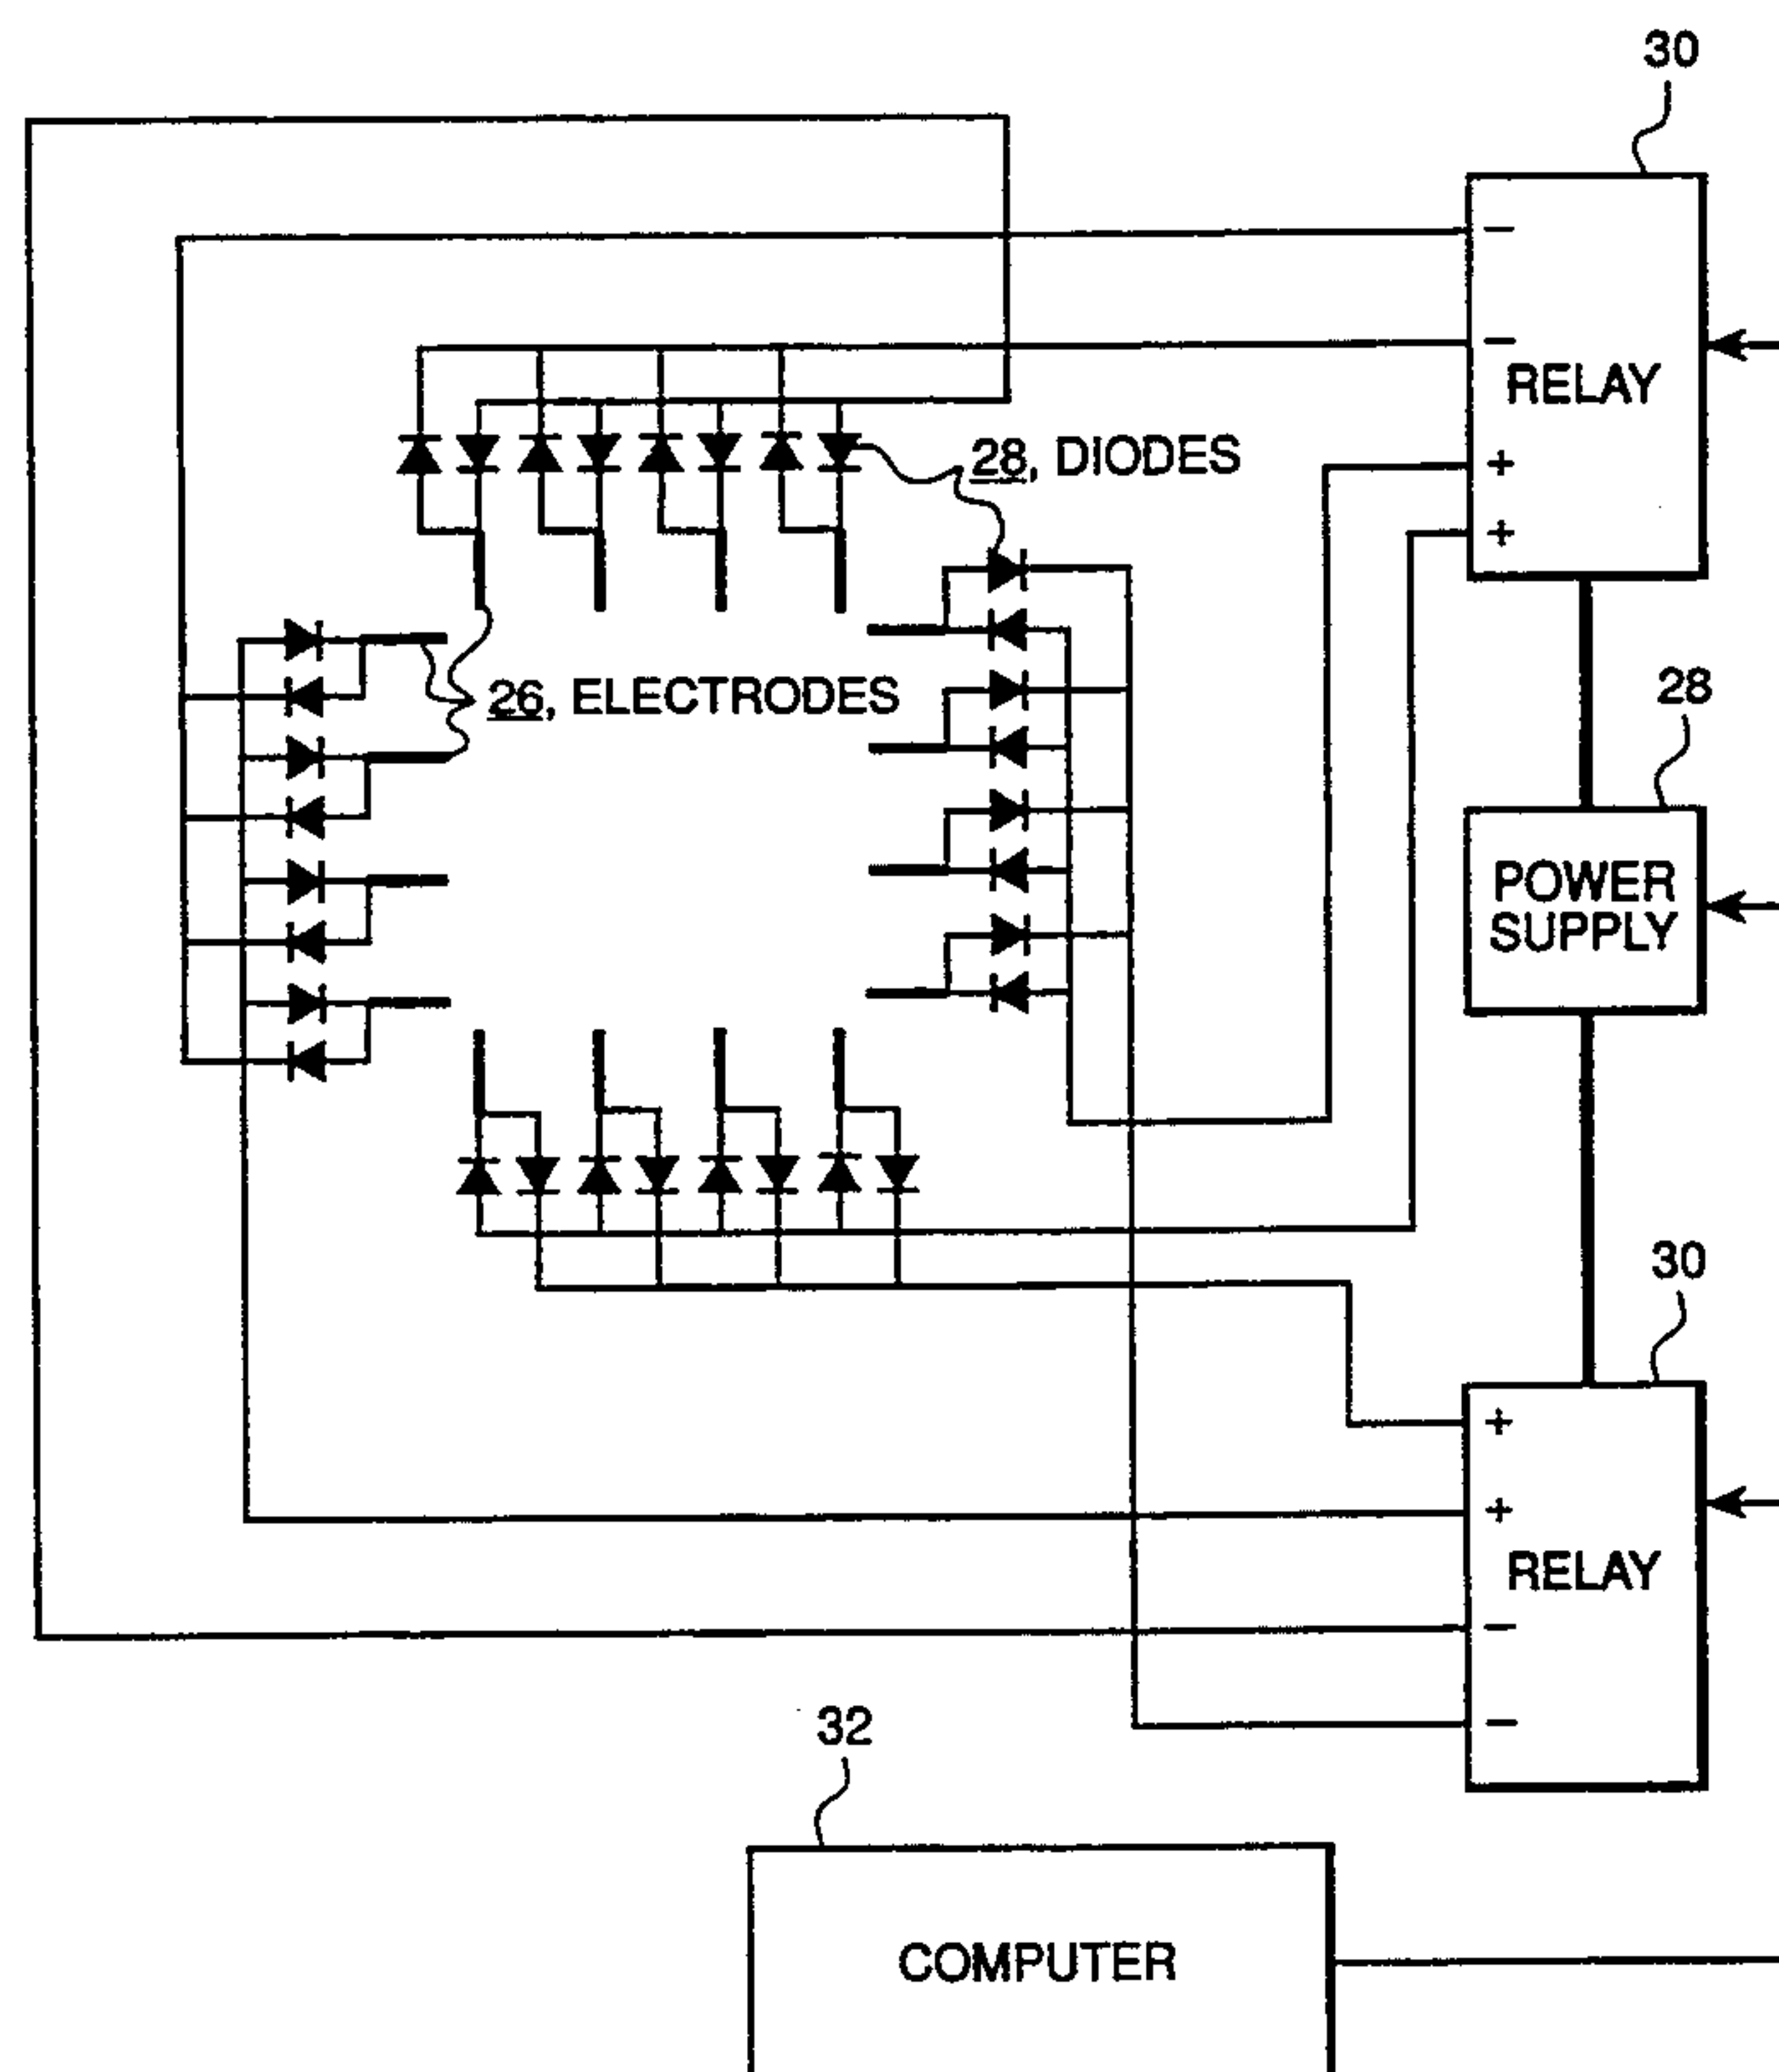 30
−
−
RELAY
+
+
28, DIODES
26, ELECTRODES
28
POWER
SUPPLY
30
+
+
RELAY
−
−
32
COMPUTER